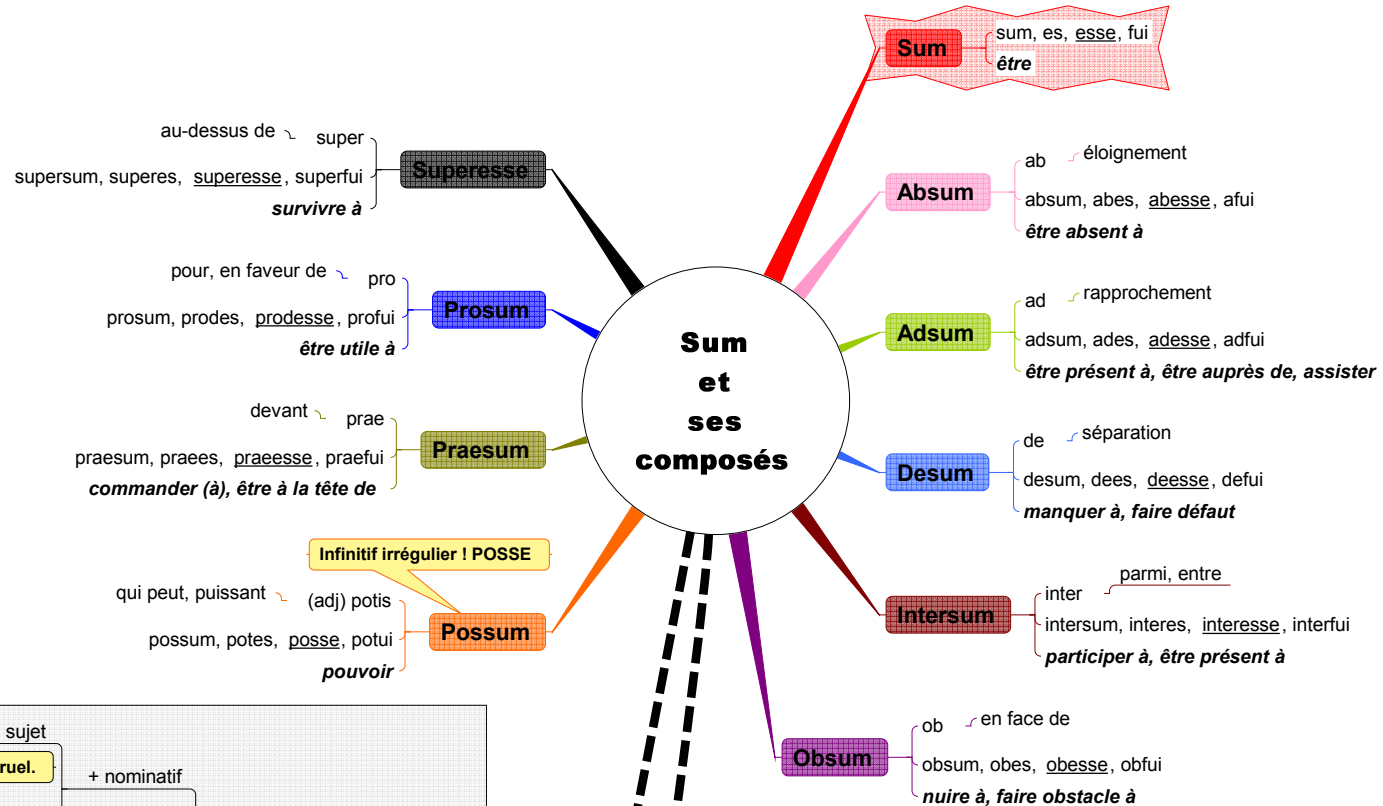 Sum
et
ses
composés
Sum
sum, es, esse, fui
être
Absum
ab
éloignement
absum, abes, abesse, afui
être absent à
Adsum
ad
rapprochement
adsum, ades, adesse, adfui
être présent à, être auprès de, assister
Desum
de
séparation
desum, dees, deesse, defui
manquer à, faire défaut
Intersum
inter
parmi, entre
intersum, interes, interesse, interfui
participer à, être présent à
Obsum
ob
en face de
obsum, obes, obesse, obfui
nuire à, faire obstacle à
Possum
Infinitif irrégulier ! POSSE
qui peut, puissant
(adj) potis
possum, potes, posse, potui
pouvoir
Praesum
devant
prae
praesum, praees, praeesse, praefui
commander (à), être à la tête de
Prosum
pour, en faveur de
pro
prosum, prodes, prodesse, profui
être utile à
Superesse
au-dessus de
super
supersum, superes, superesse, superfui
survivre à
sujet
ruel.
+ nominatif